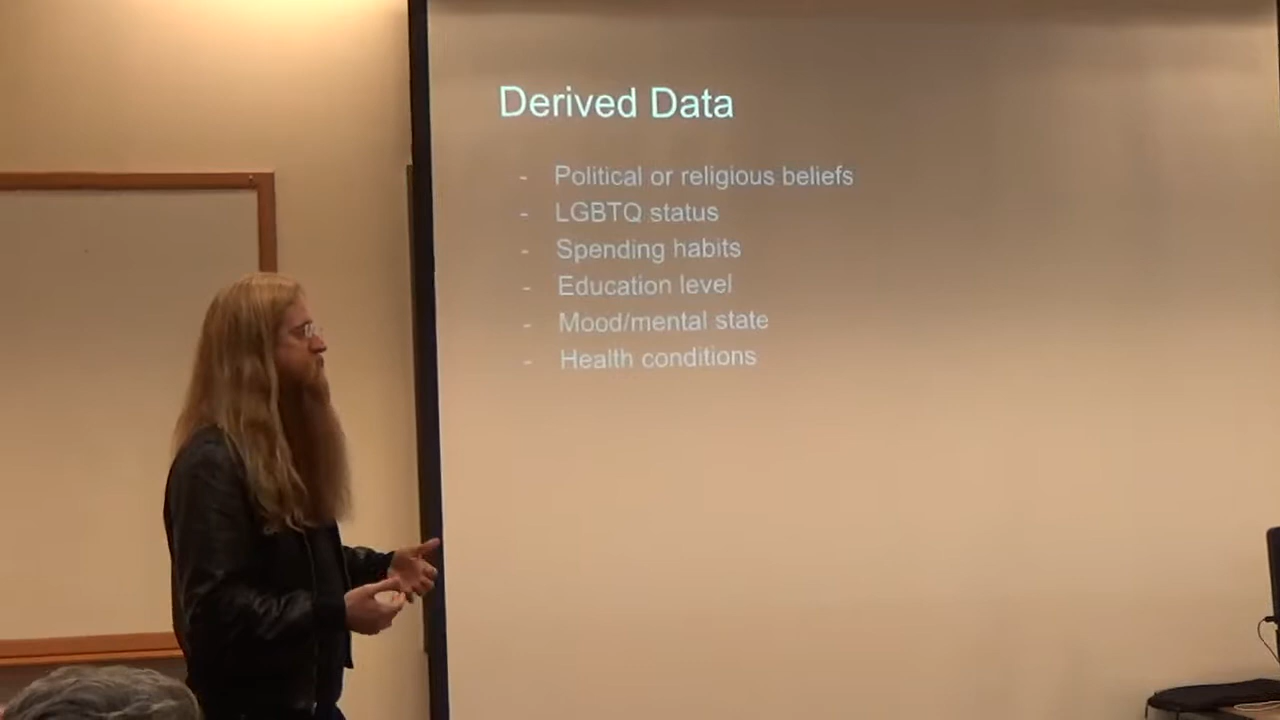 Derived Data
- Political or religious beliefs
- LGBTQ status
- Spending habits
- Education level
- Mood/mental state
- Health conditions